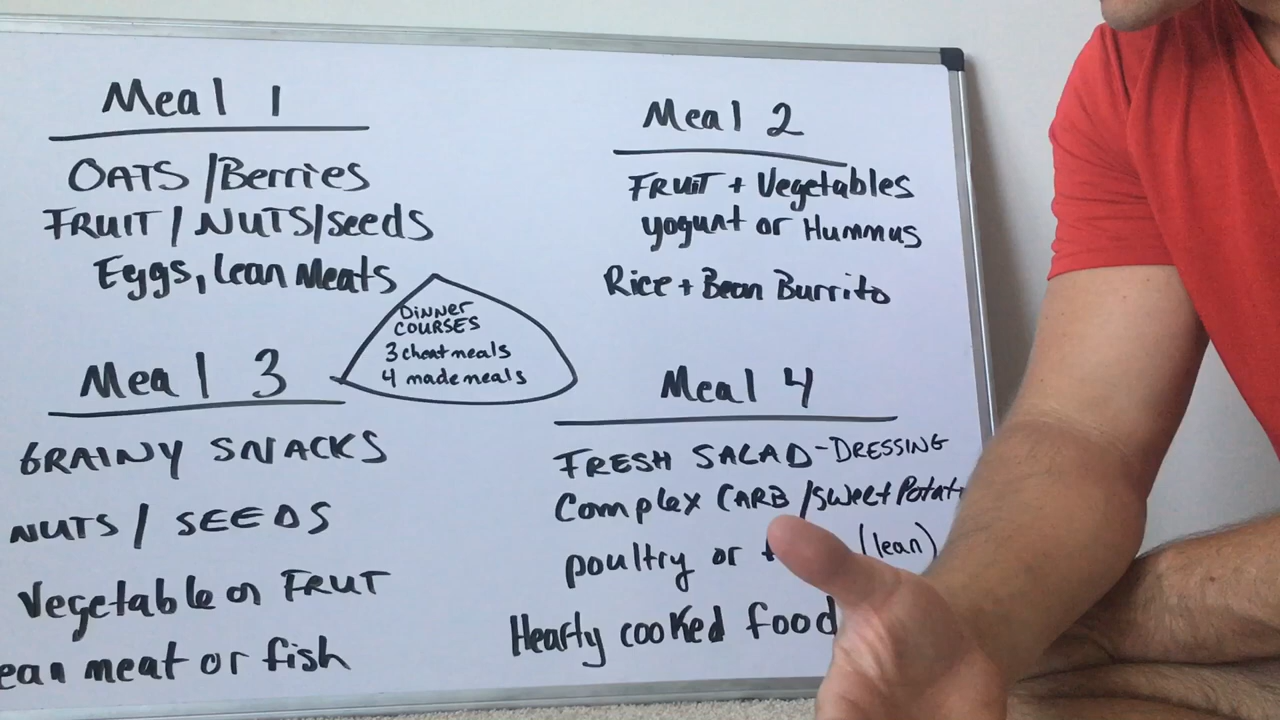 Meal 1
OATS / Berries
FRUIT / NUTS/seeds
Eggs, lean Meats
Meal 2
FRUIT + Vegetables
yogurt or Hummus
Rice + Bean Burrito
DINNER
COURSES
3 cheat meals
4 made meals
Meal 3
GRAINY SNACKS
NUTS / SEEDS
Vegetable or FRUT
ean meat or fish
Meal 4
FRESH SALAD - DRESSING
Complex CARB / Sweet Potat
poultry or (lean)
Hearty cooked food